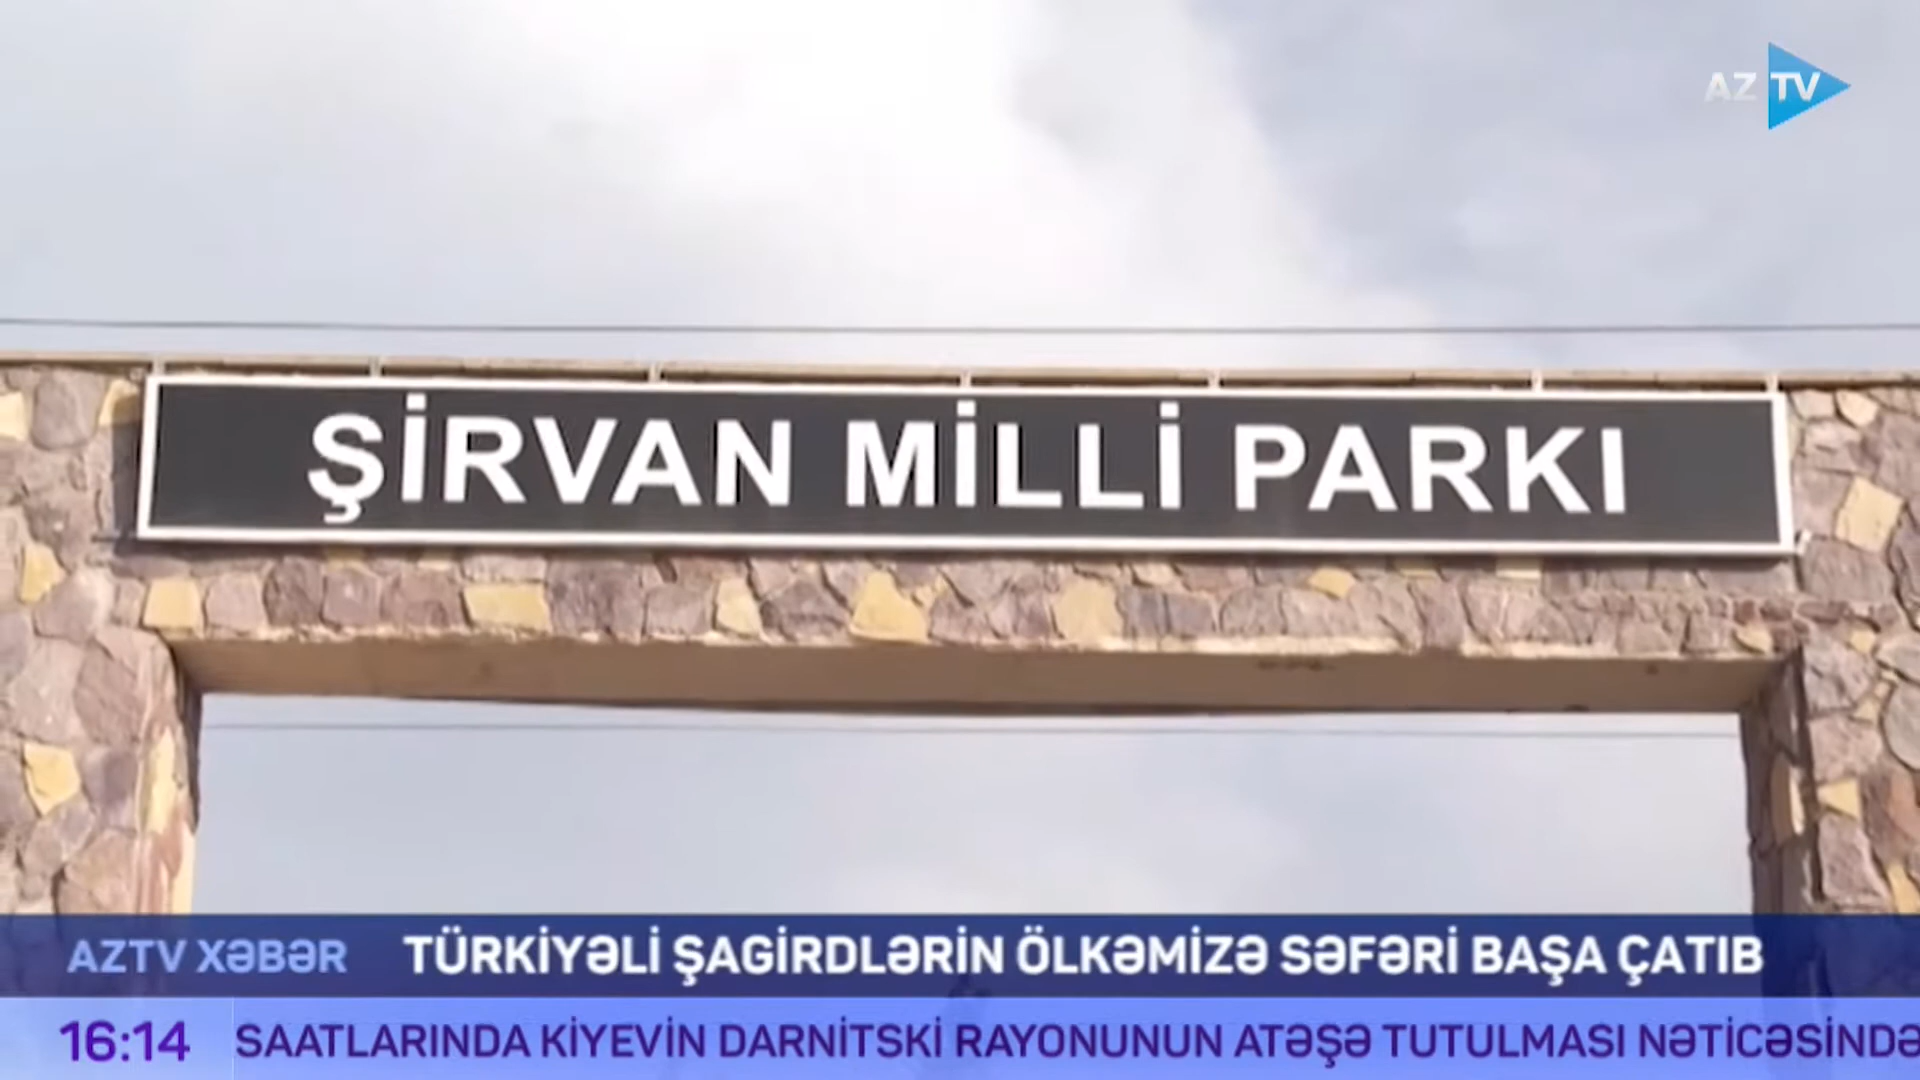 AZTV
ŞİRVAN MİLLİ PARKI
AZTV XƏBƏR TÜRKİYƏLİ ŞAGİRDLƏRİN ÖLKƏMİZƏ SƏFƏRİ BAŞA ÇATIB
16:14 SAATLARINDA KİYEVİN DARNİTSKİ RAYONUNUN ATƏŞƏ TUTULMASI NƏTİCƏSİNDƏ